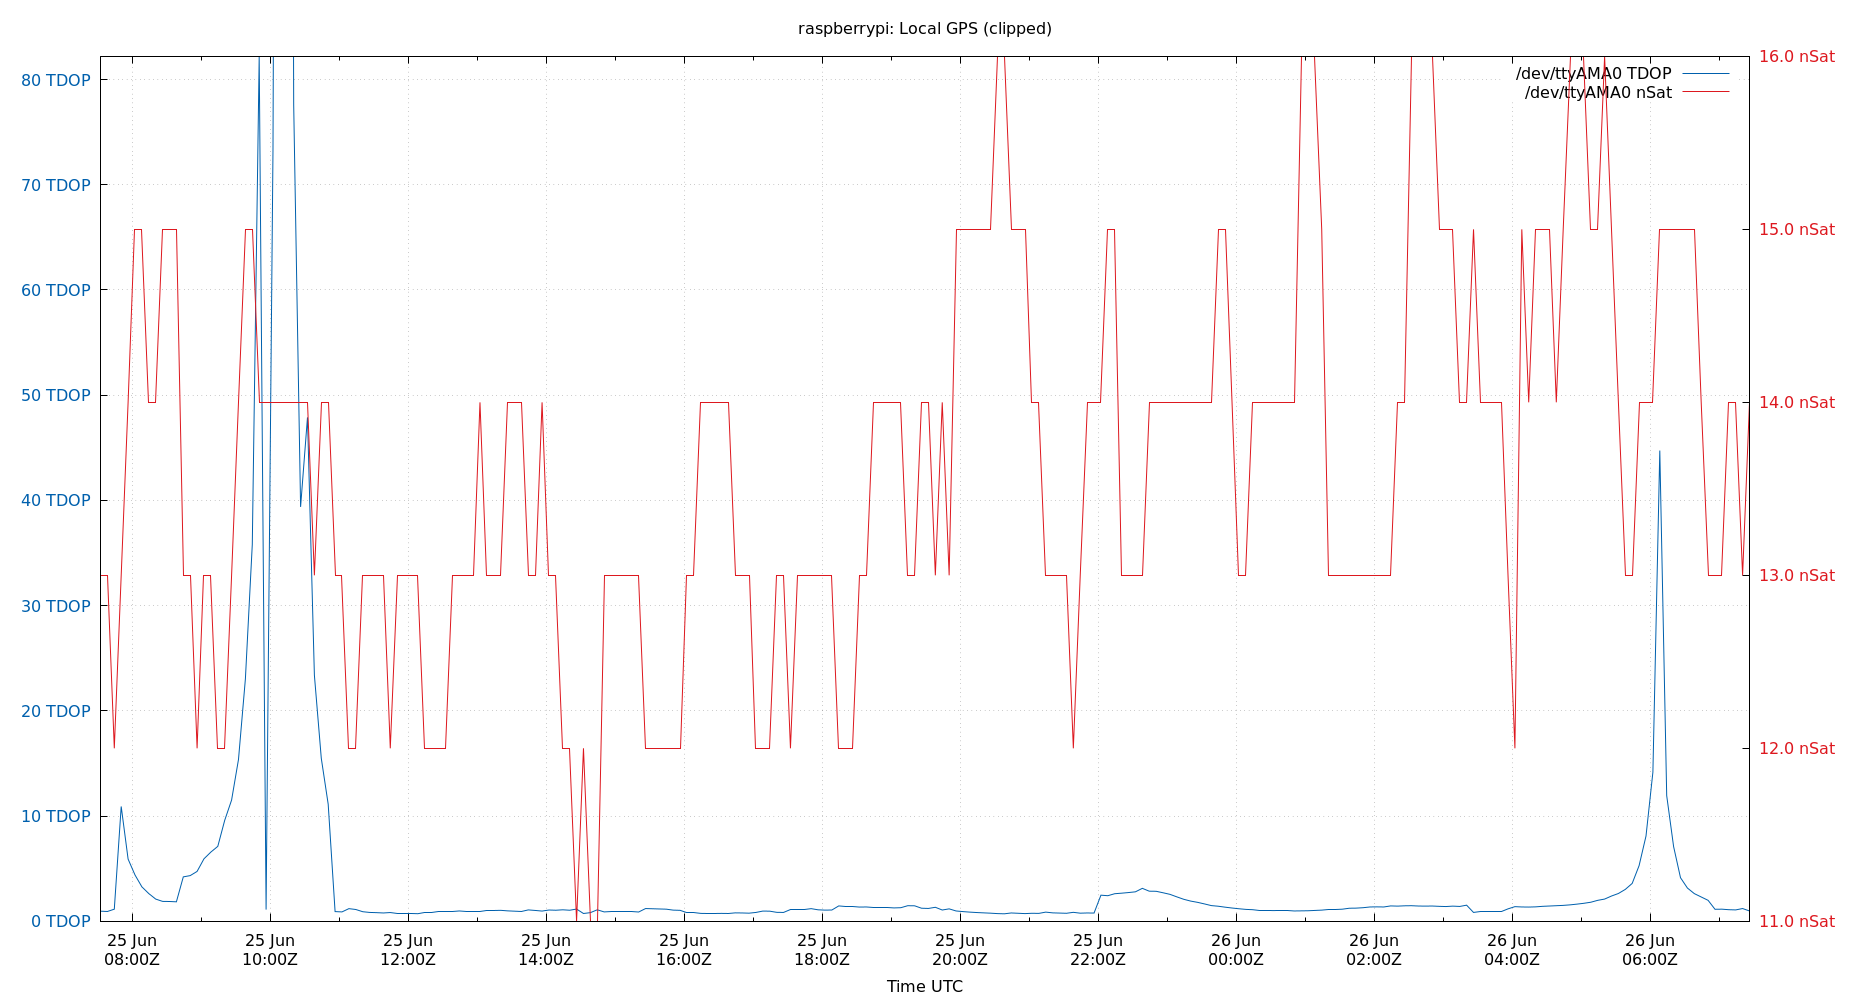 raspberrypi: Local GPS (clipped)
/dev/ttyAMA0 TDOP
/dev/ttyAMA0 nSat
80 TDOP
70 TDOP
60 TDOP
50 TDOP
40 TDOP
30 TDOP
20 TDOP
10 TDOP
0 TDOP
16.0 nSat
15.0 nSat
14.0 nSat
13.0 nSat
12.0 nSat
11.0 nSat
25 Jun
08:00Z
25 Jun
10:00Z
25 Jun
12:00Z
25 Jun
14:00Z
25 Jun
16:00Z
25 Jun
18:00Z
25 Jun
20:00Z
25 Jun
22:00Z
26 Jun
00:00Z
26 Jun
02:00Z
26 Jun
04:00Z
26 Jun
06:00Z
Time UTC